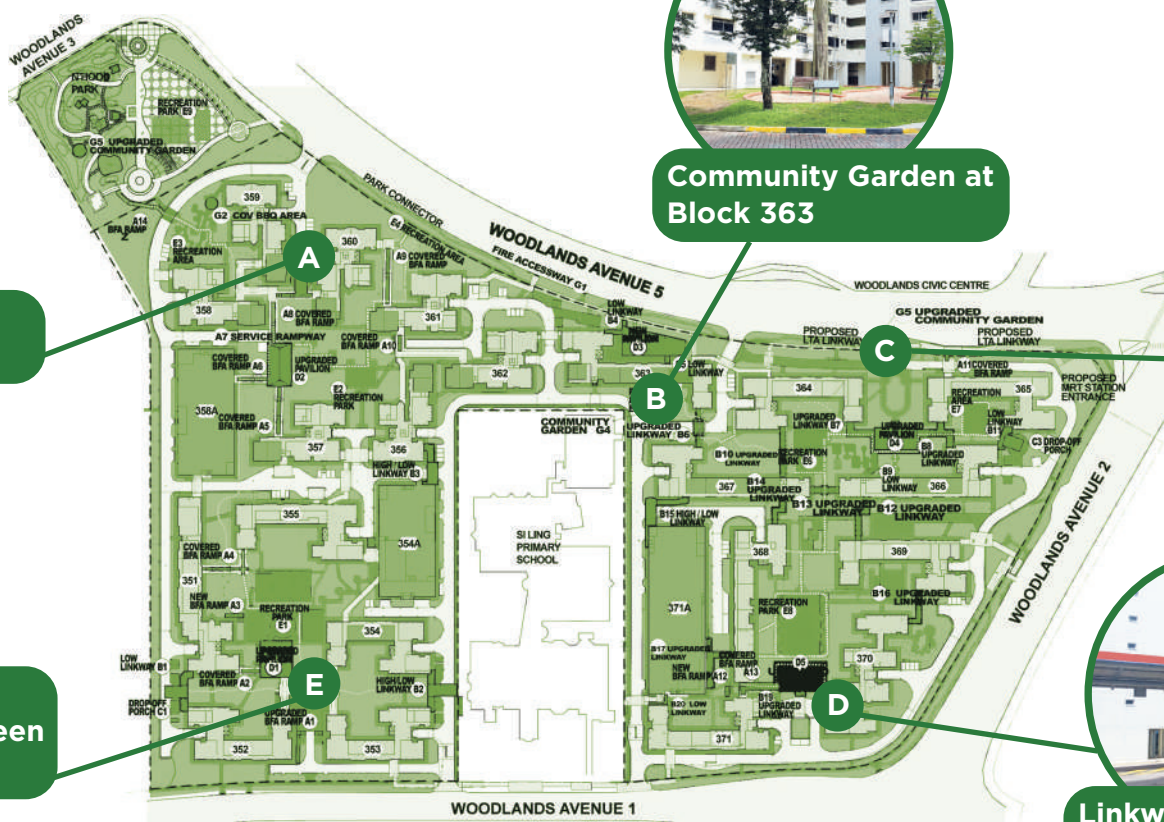 WOODLANDS
AVENUE 3
N'HOOD
PARK
RECREATION
PARK E9
G5 UPGRADED
COMMUNITY GARDEN
Community Garden at
Block 363
359
G2 COV BBQ AREA
A14
BFA RAMP
2
E3
RECREATION
AREA
A
360
PARK CONNECTOR
E4 RECREATION AREA
A9 COVERED
BFA RAMP
WOODLANDS AVENUE 5
FIRE ACCESSWAY G1
WOODLANDS CIVIC CENTRE
358
A8 COVERED
BFA RAMP
361
LOW
LINKWAY
B4
D3
G5 UPGRADED
COMMUNITY GARDEN
PROPOSED
LTA LINKWAY
PROPOSED
LTA LINKWAY
C
A7 SERVICE RAMPWAY
COVERED
BFA RAMP A10
COVERED
BFA RAMP A6
UPGRADED
PAVILION
D2
E2
RECREATION
PARK
362
363
LOW
LINKWAY
B
364
A11 COVERED
BFA RAMP
365
PROPOSED
MRT STATION
ENTRANCE
RECREATION
AREA
E7
358A
COVERED
BFA RAMP A5
357
356
HIGH / LOW
LINKWAY B3
COMMUNITY
GARDEN G4
UPGRADED
LINKWAY B6
UPGRADED
LINKWAY B7
UPGRADED
PAVILION
D4
B8
UPGRADED
LINKWAY
LOW
LINKWAY
B11
C3 DROP-OFF
PORCH
B10 UPGRADED
LINKWAY
RECREATION
PARK E6
B9
LOW
LINKWAY
366
367
B14
UPGRADED
LINKWAY
B13 UPGRADED
LINKWAY
B12 UPGRADED
LINKWAY
WOODLANDS AVENUE 2
355
354A
SI LING
PRIMARY
SCHOOL
B15 HIGH / LOW
LINKWAY
368
369
COVERED
BFA RAMP A4
351
NEW
BFA RAMP A3
RECREATION
PARK
E1
371A
RECREATION
PARK E8
B16 UPGRADED
LINKWAY
354
LOW
LINKWAY B1
D1
COVERED
BFA RAMP A2
E
HIGH/LOW
LINKWAY B2
B17 UPGRADED
LINKWAY
NEW
BFA RAMP A12
COVERED
BFA RAMP
A13
D5
370
DROP-OFF
PORCH C1
UPGRADED
BFA RAMP A1
B20 LOW
LINKWAY
UPGRADED
LINKWAY
D
een
352
353
371
WOODLANDS AVENUE 1
Linkw